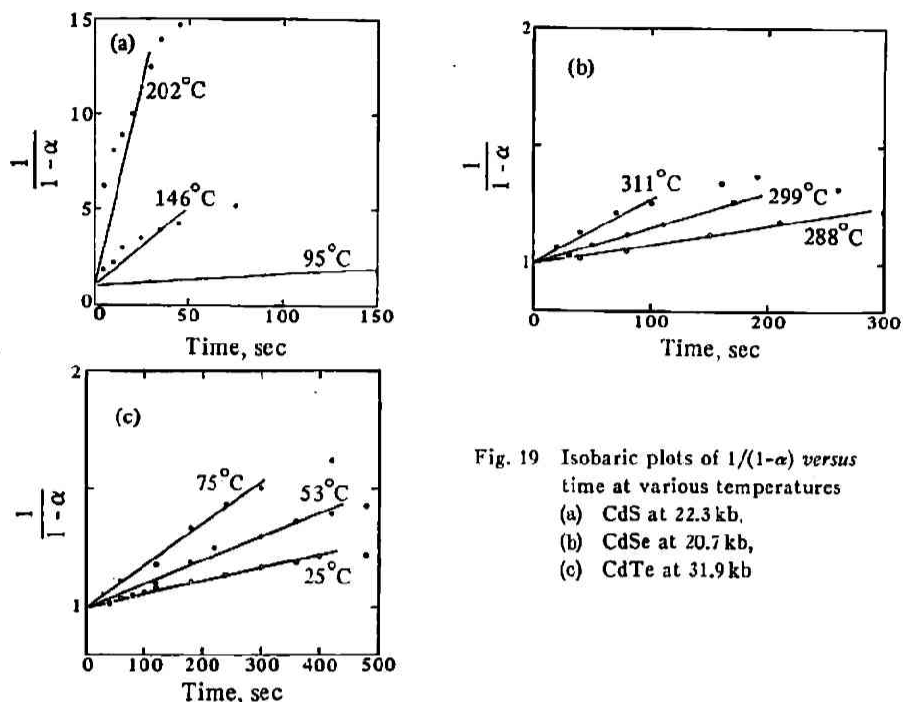 15
(a)
202°C
10
1
1 - α
146°C
5
95°C
0
0
50
100
150
Time, sec
2
(b)
1
1 - α
311°C
299°C
288°C
1
0
100
200
300
Time, sec
2
(c)
1
1 - α
75°C
53°C
25°C
1
0
100
200
300
400
500
Time, sec
Fig. 19 Isobaric plots of 1/(1-α) versus
time at various temperatures
(a) CdS at 22.3 kb,
(b) CdSe at 20.7 kb,
(c) CdTe at 31.9 kb